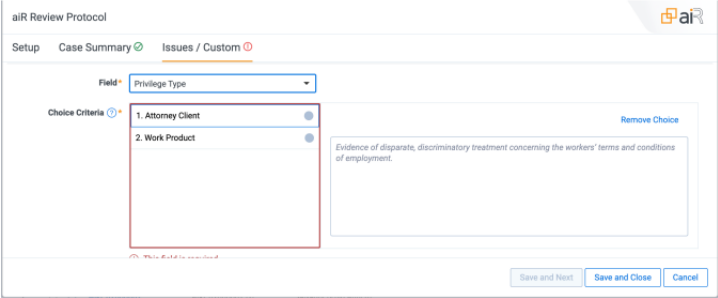 aiR Review Protocol
aiR
Setup Case Summary Issues / Custom
Field* Privilege Type
Choice Criteria * 1. Attorney Client
2. Work Product
Remove Choice
Evidence of disparate, discriminatory treatment concerning the workers' terms and conditions
of employment.
This field is required
Save and Next Save and Close Cancel